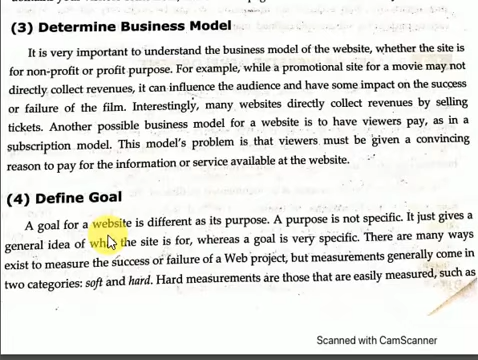 (3) Determine Business Model
It is very important to understand the business model of the website, whether the site is
for non-profit or profit purpose. For example, while a promotional site for a movie may not
directly collect revenues, it can influence the audience and have some impact on the success
or failure of the film. Interestingly, many websites directly collect revenues by selling
tickets. Another possible business model for a website is to have viewers pay, as in a
subscription model. This model's problem is that viewers must be given a convincing
reason to pay for the information or service available at the website.
(4) Define Goal
A goal for a website is different as its purpose. A purpose is not specific. It just gives a
general idea of the site is for, whereas a goal is very specific. There are many ways
exist to measure the success or failure of a Web project, but measurements generally come in
two categories: soft and hard. Hard measurements are those that are easily measured, such as
Scanned with CamScanner